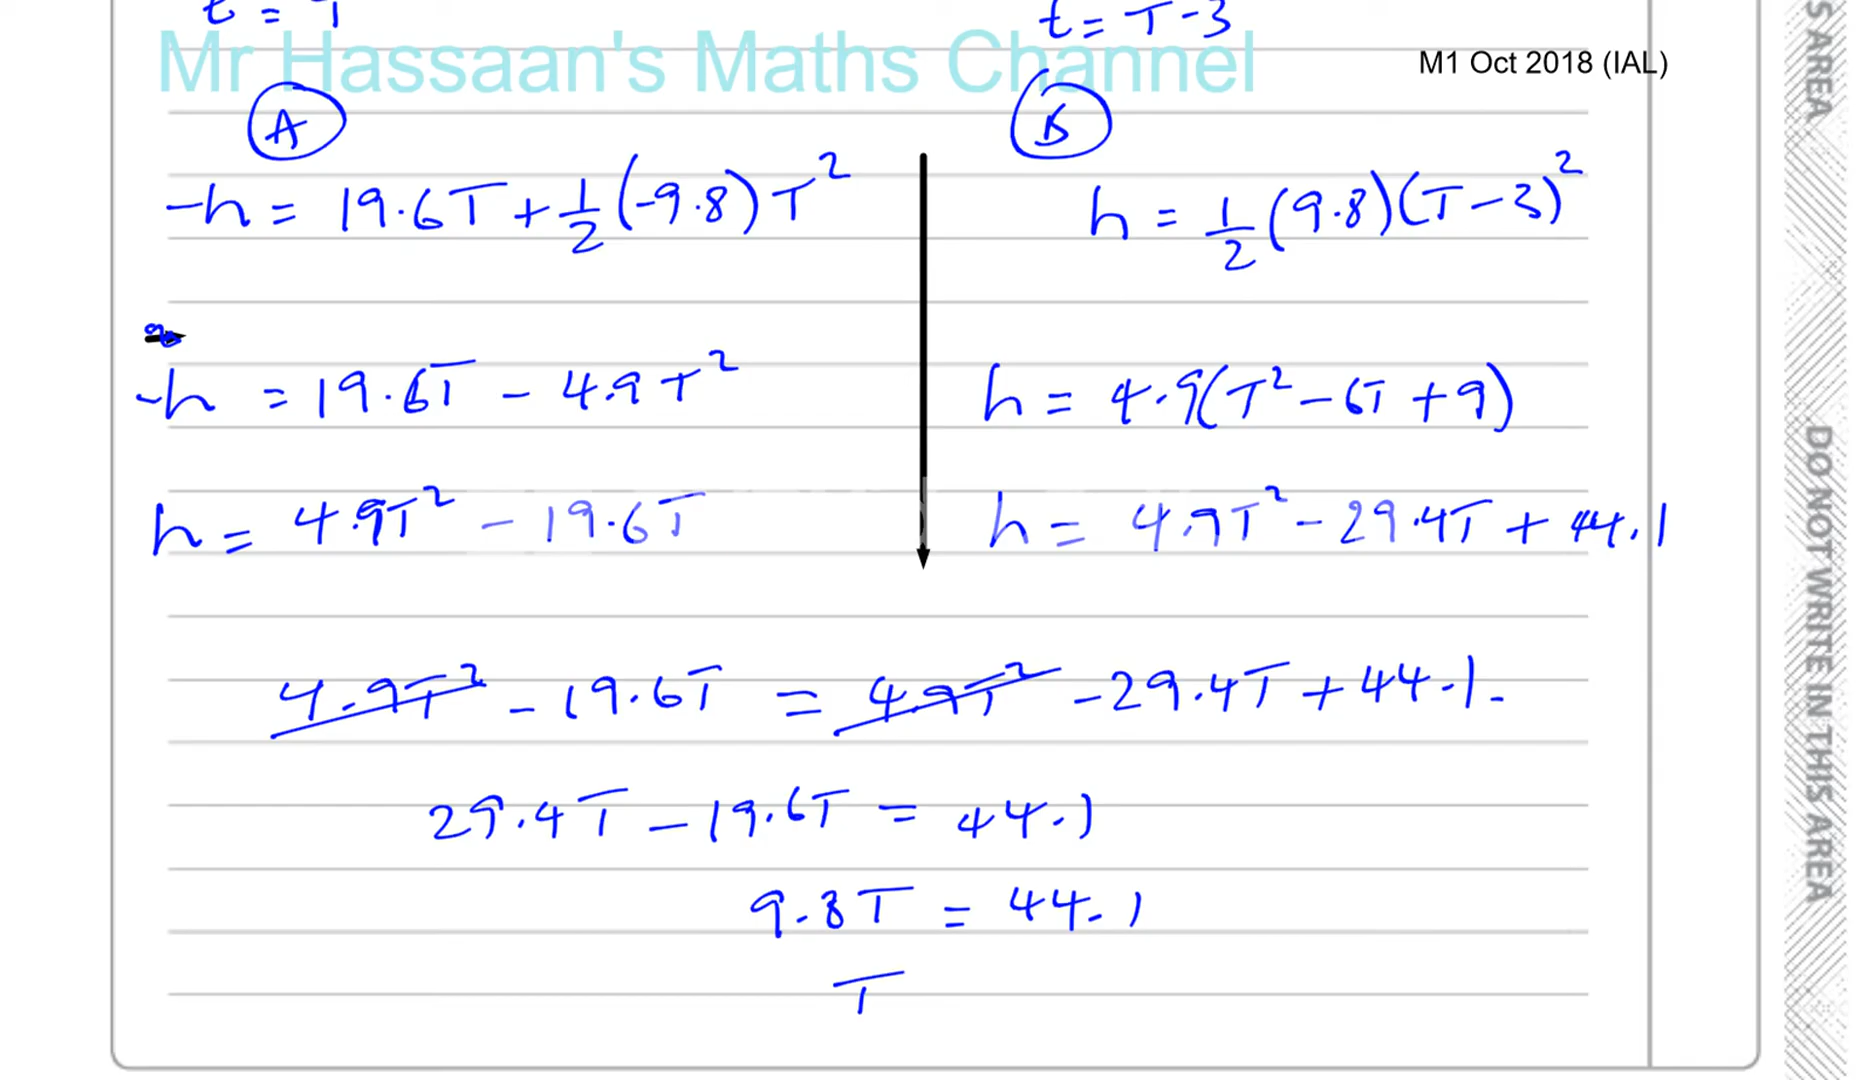 t = T
t = T - 3
Mr Hassaan's Maths Channel
M1 Oct 2018 (IAL)
A
-h = 19.6T + 1/2 (-9.8) T²
-h = 19.6T - 4.9T²
h = 4.9T² - 19.6T
B
h = 1/2 (9.8)(T-3)²
h = 4.9(T² - 6T + 9)
h = 4.9T² - 29.4T + 44.1
4.9T² - 19.6T = 4.9T² - 29.4T + 44.1
29.4T - 19.6T = 44.1
9.8T = 44.1
T
S AREA
DO NOT WRITE IN THIS AREA